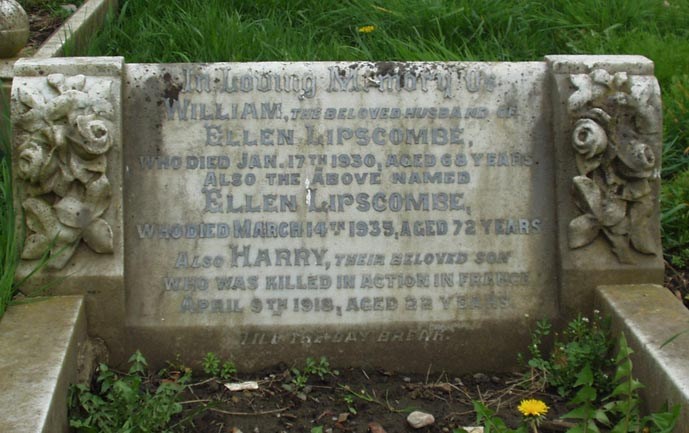 In Loving Memory Of
WILLIAM, THE BELOVED HUSBAND OF
ELLEN LIPSCOMBE,
WHO DIED JAN. 17TH 1930, AGED 68 YEARS.
ALSO THE ABOVE NAMED
ELLEN LIPSCOMBE,
WHO DIED MARCH 14TH 1935, AGED 72 YEARS.
ALSO HARRY, THEIR BELOVED SON
WHO WAS KILLED IN ACTION IN FRANCE
APRIL 9TH 1918, AGED 22 YEARS.
TILL THE DAY BREAK.